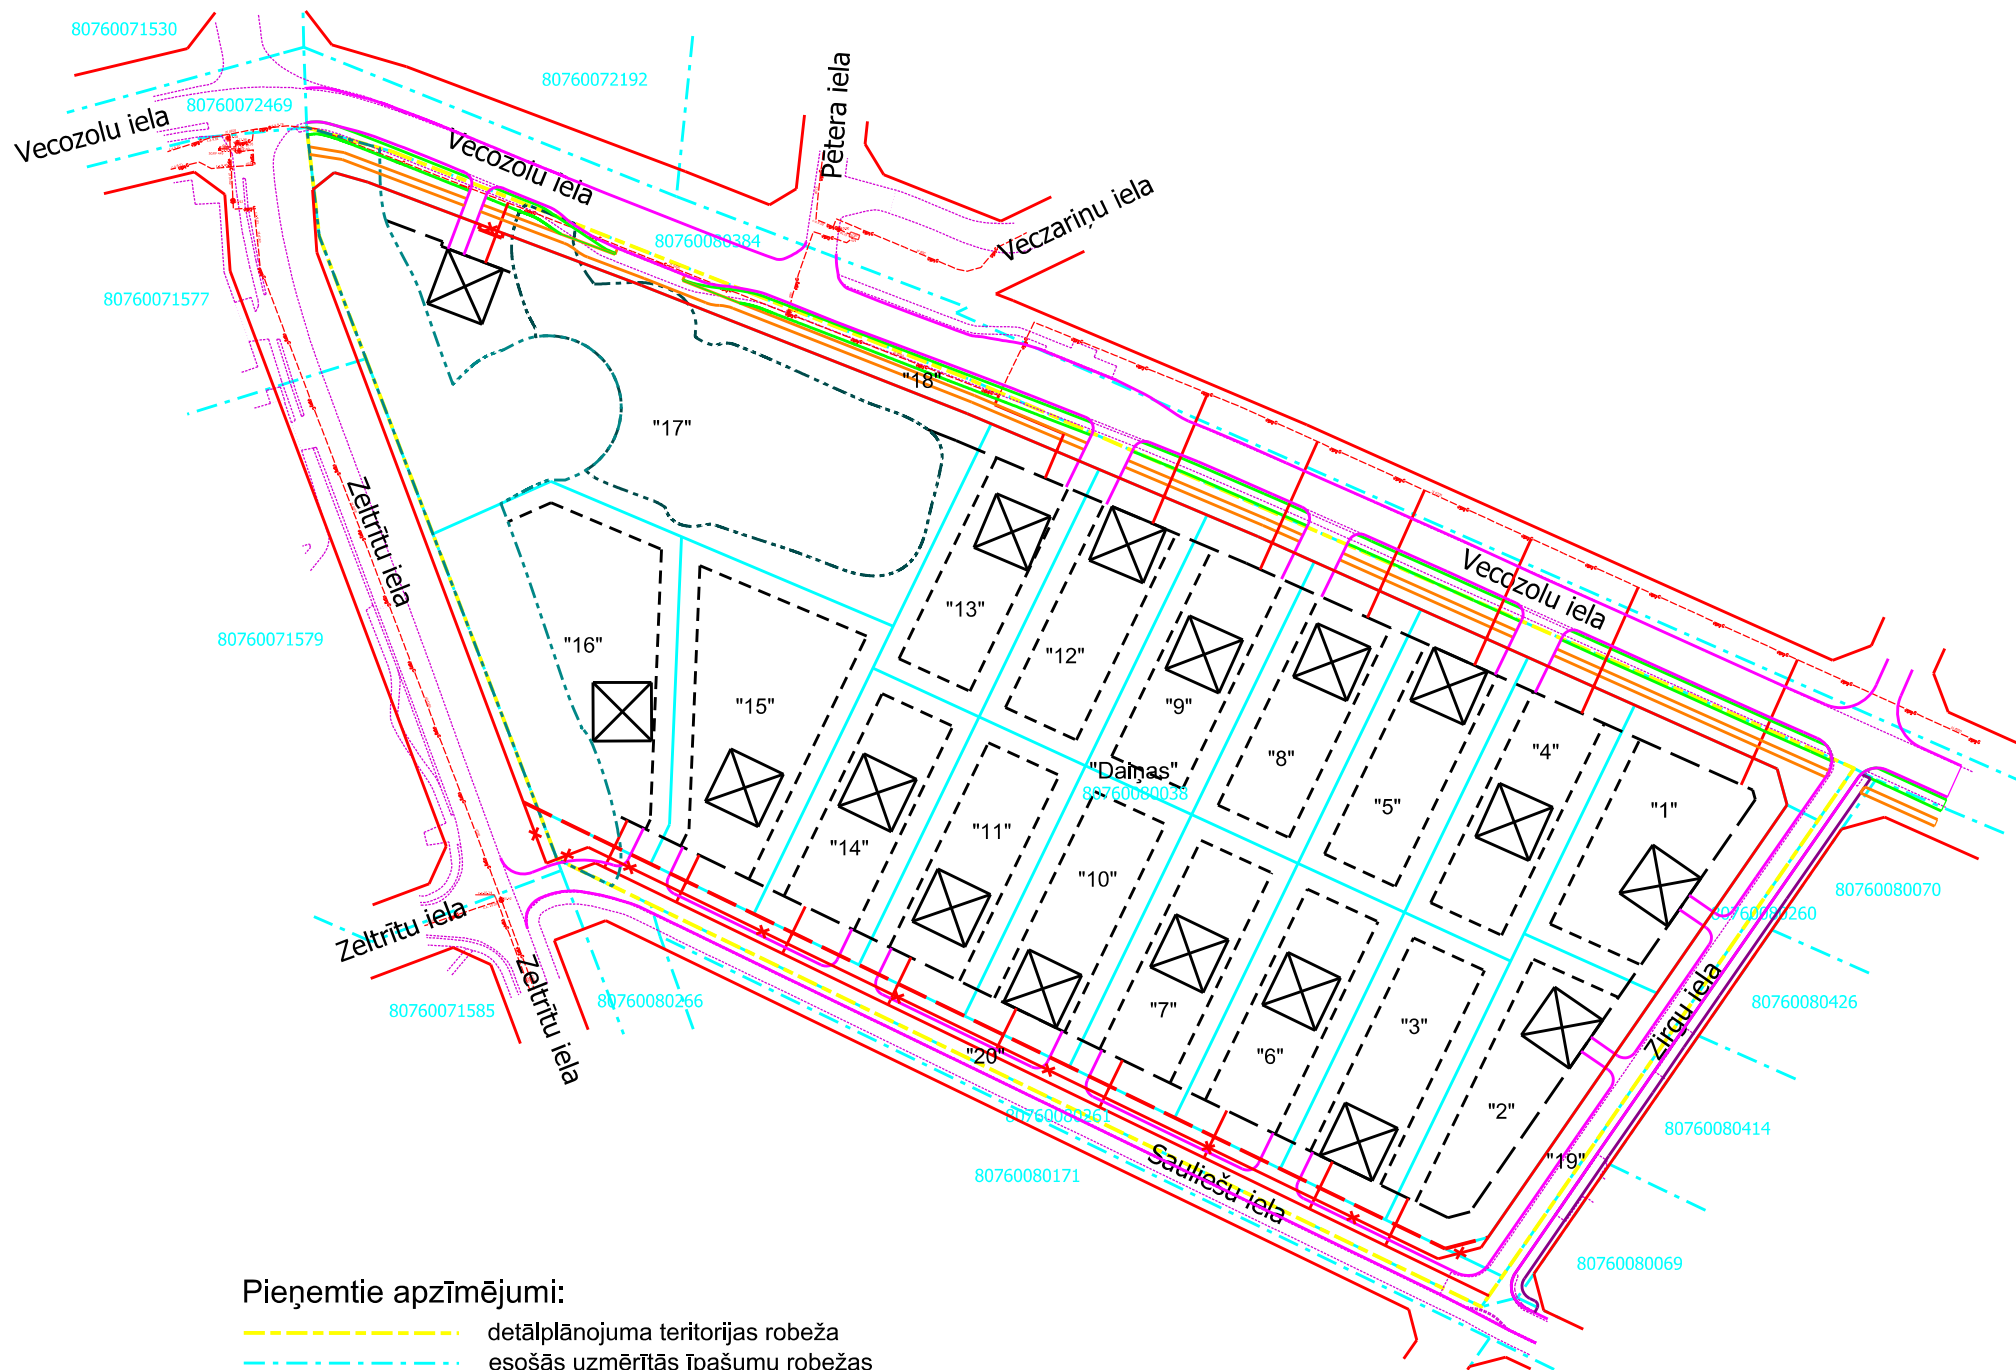 80760071530
80760072192
Pētera iela
80760072469
Vecozolu iela
Vecozolu iela
Veczariņu iela
80760080384
80760071577
"18"
"17"
Zeltrītu iela
Vecozolu iela
"13"
80760071579
"16"
"12"
"15"
"9"
"8"
"4"
"Daiņas"
80760080038
"5"
"1"
"11"
"14"
"10"
80760080070
80760080260
Zeltrītu iela
Zeltrītu iela
80760071585
80760080266
80760080426
Zirgu iela
"7"
"3"
"20"
"6"
80760080261
"2"
80760080414
80760080171
Sauliešu iela
"19"
80760080069
Pieņemtie apzīmējumi:
detālplānojuma teritorijas robeža
esošās uzmērītās īpašumu robežas